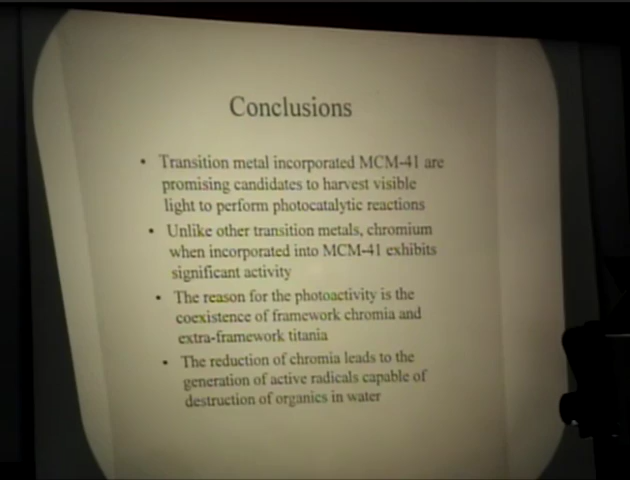 Conclusions
• Transition metal incorporated MCM-41 are
promising candidates to harvest visible
light to perform photocatalytic reactions
• Unlike other transition metals, chromium
when incorporated into MCM-41 exhibits
significant activity
• The reason for the photoactivity is the
coexistence of framework chromia and
extra-framework titania
• The reduction of chromia leads to the
generation of active radicals capable of
destruction of organics in water